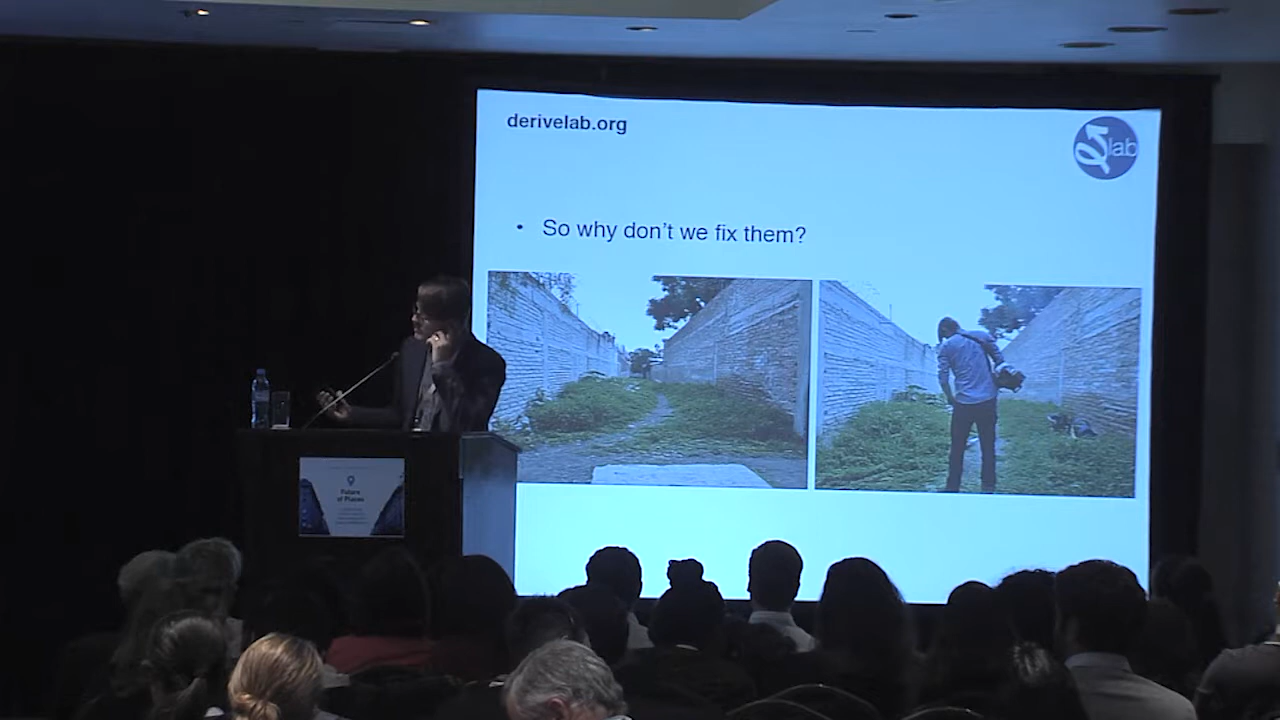 derivelab.org
lab
• So why don't we fix them?
Future
of Places